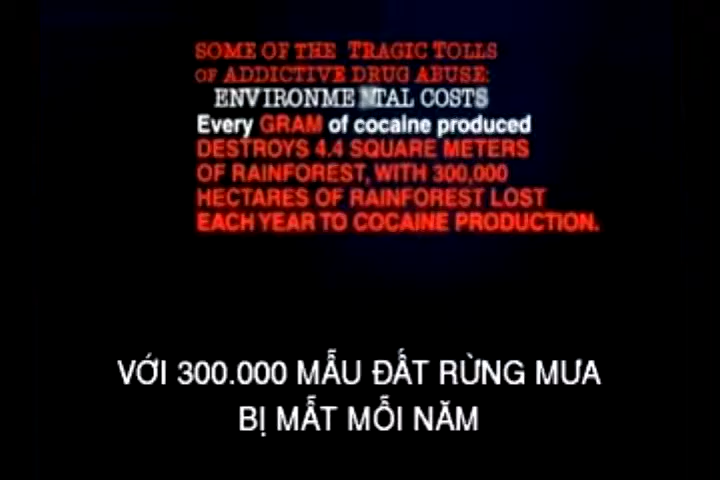 SOME OF THE TRAGIC TOLLS
OF ADDICTIVE DRUG ABUSE:
ENVIRONMENTAL COSTS
Every GRAM of cocaine produced
DESTROYS 4.4 SQUARE METERS
OF RAINFOREST, WITH 300,000
HECTARES OF RAINFOREST LOST
EACH YEAR TO COCAINE PRODUCTION.
VỚI 300.000 MẪU ĐẤT RỪNG MƯA
BỊ MẤT MỖI NĂM